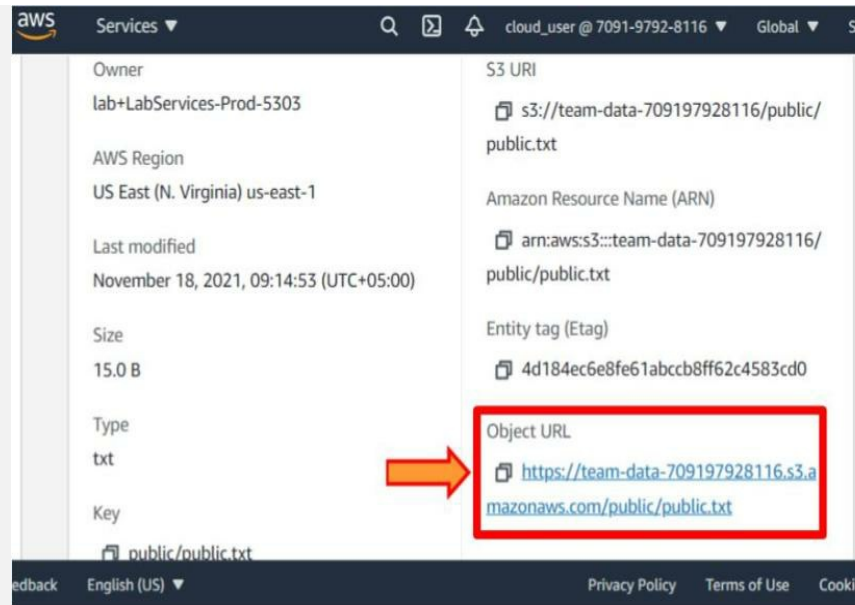 aws
Services ▼
cloud_user @ 7091-9792-8116 ▼
Global ▼
S
Owner
lab+LabServices-Prod-5303
AWS Region
US East (N. Virginia) us-east-1
Last modified
November 18, 2021, 09:14:53 (UTC+05:00)
Size
15.0 B
Type
txt
Key
public/public.txt
S3 URI
s3://team-data-709197928116/public/
public.txt
Amazon Resource Name (ARN)
arn:aws:s3:::team-data-709197928116/
public/public.txt
Entity tag (Etag)
4d184ec6e8fe61abccb8ff62c4583cd0
Object URL
https://team-data-709197928116.s3.a
mazonaws.com/public/public.txt
edback
English (US) ▼
Privacy Policy
Terms of Use
Cooki